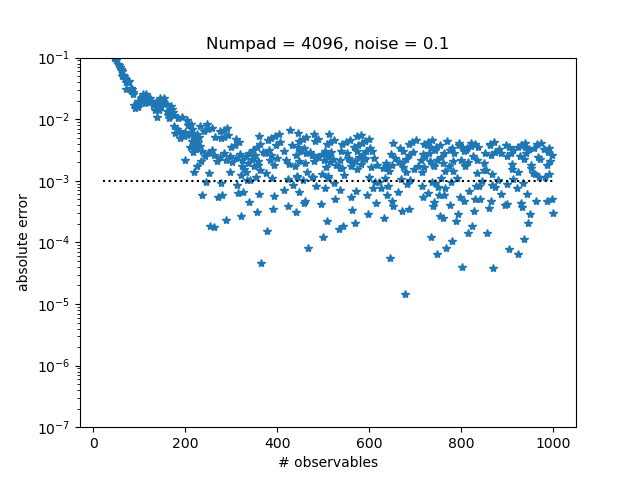 Numpad = 4096, noise = 0.1
absolute error
10⁻¹
10⁻²
10⁻³
10⁻⁴
10⁻⁵
10⁻⁶
10⁻⁷
0 200 400 600 800 1000
# observables